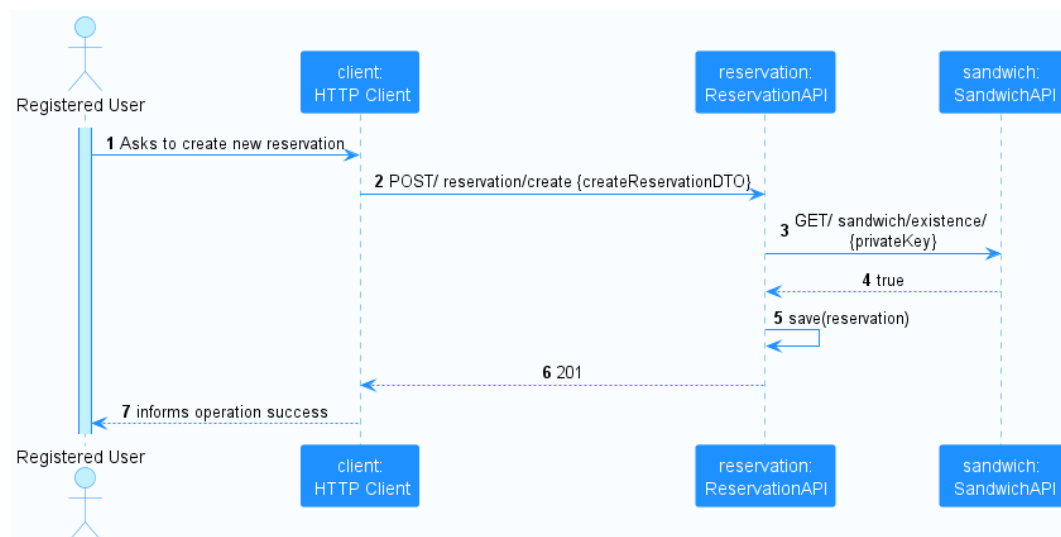 Registered User
client:
HTTP Client
reservation:
ReservationAPI
sandwich:
SandwichAPI
1 Asks to create new reservation
2 POST/ reservation/create {createReservationDTO}
3 GET/ sandwich/existence/
{privateKey}
4 true
5 save(reservation)
6 201
7 informs operation success
Registered User
client:
HTTP Client
reservation:
ReservationAPI
sandwich:
SandwichAPI